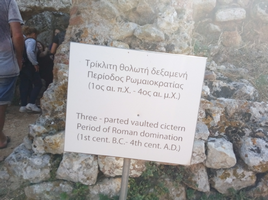 Τρίκλιτη θολωτή δεξαμενή
Περίοδος Ρωμαιοκρατίας
(1ος αι. π.Χ. - 4ος αι. μ.Χ.)
Three - parted vaulted cictern
Period of Roman domination
(1st cent. B.C.- 4th cent. A.D.)